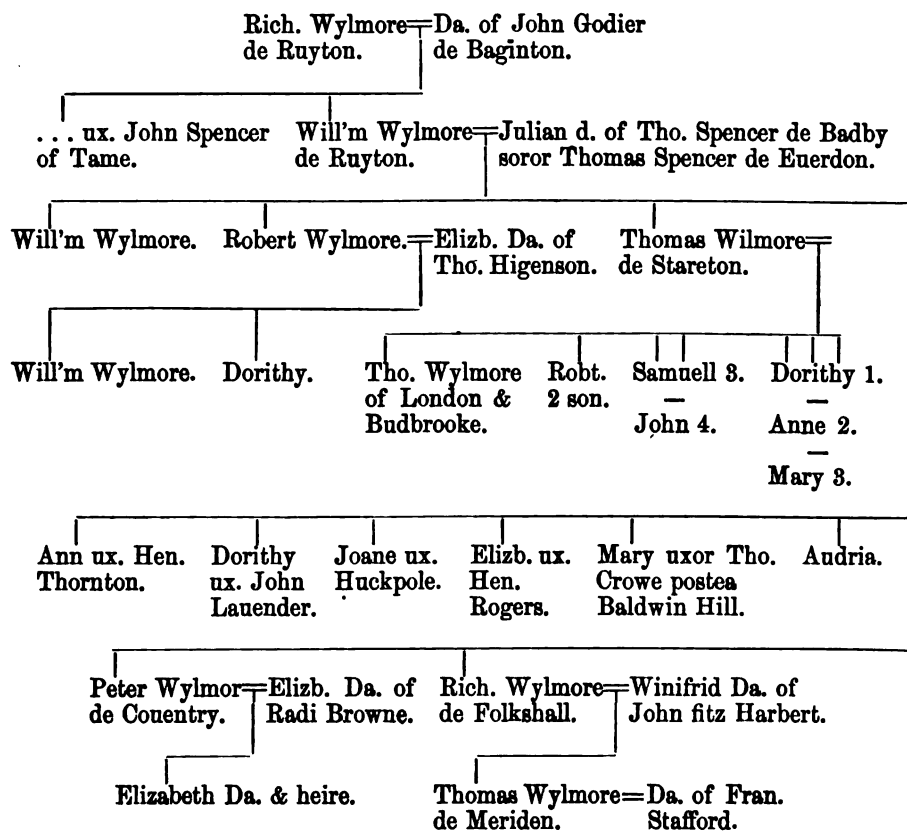 Rich. Wylmore=Da. of John Godier
de Ruyton. de Baginton.
. . . ux. John Spencer Will'm Wylmore=Julian d. of Tho. Spencer de Badby
of Tame. de Ruyton. soror Thomas Spencer de Euerdon.
Will'm Wylmore. Robert Wylmore.=Elizb. Da. of Thomas Wilmore=
Tho. Higenson. de Stareton.
Will'm Wylmore. Dorithy. Tho. Wylmore Robt. Samuell 3. Dorithy 1.
of London & 2 son. —  —
Budbrooke. John 4. Anne 2.
—
Mary 3.
Ann ux. Hen. Dorithy Joane ux. Elizb. ux. Mary uxor Tho. Audria.
Thornton. ux. John Huckpole. Hen. Crowe postea
Lauender. Rogers. Baldwin Hill.
Peter Wylmor=Elizb. Da. of Rich. Wylmore=Winifrid Da. of
de Couentry. Radi Browne. de Folkshall. John fitz Harbert.
Elizabeth Da. & heire. Thomas Wylmore=Da. of Fran.
de Meriden. Stafford.